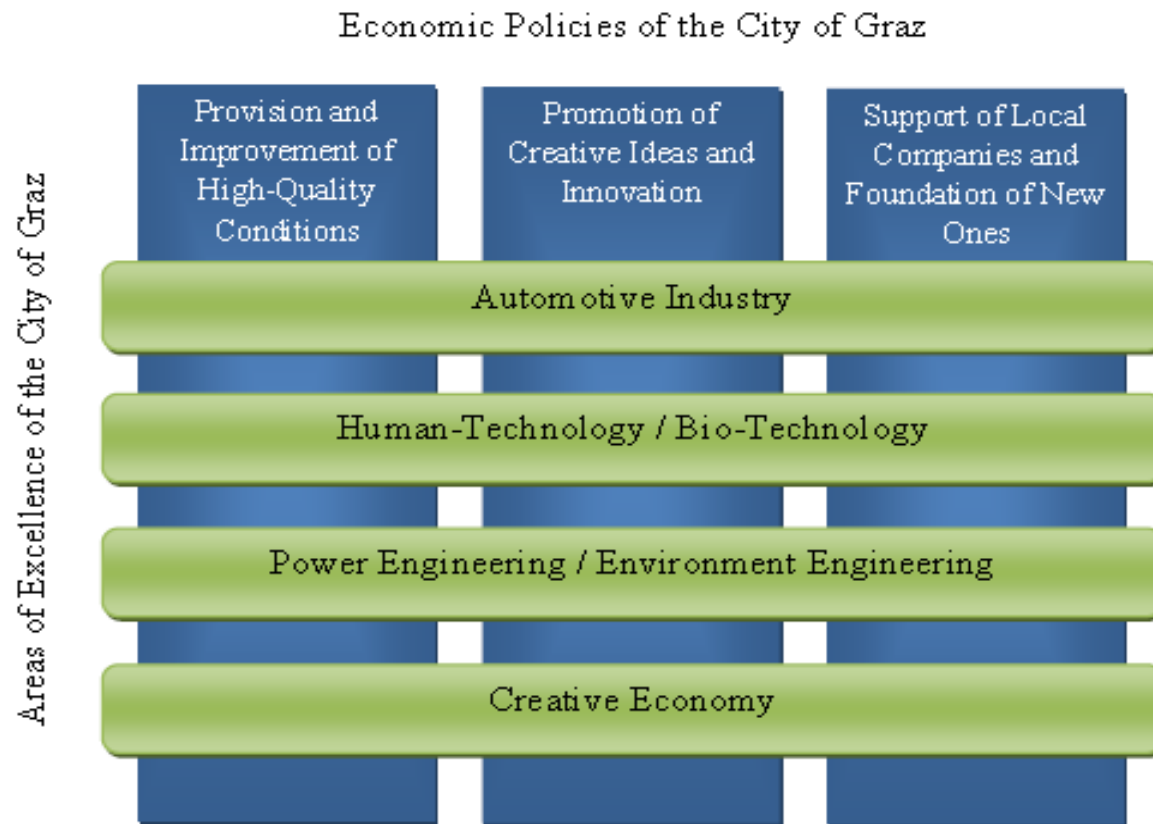 Economic Policies of the City of Graz
Provision and
Improvement of
High-Quality
Conditions
Promotion of
Creative Ideas and
Innovation
Support of Local
Companies and
Foundation of New
Ones
Areas of Excellence of the City of Graz
Automotive Industry
Human-Technology / Bio-Technology
Power Engineering / Environment Engineering
Creative Economy